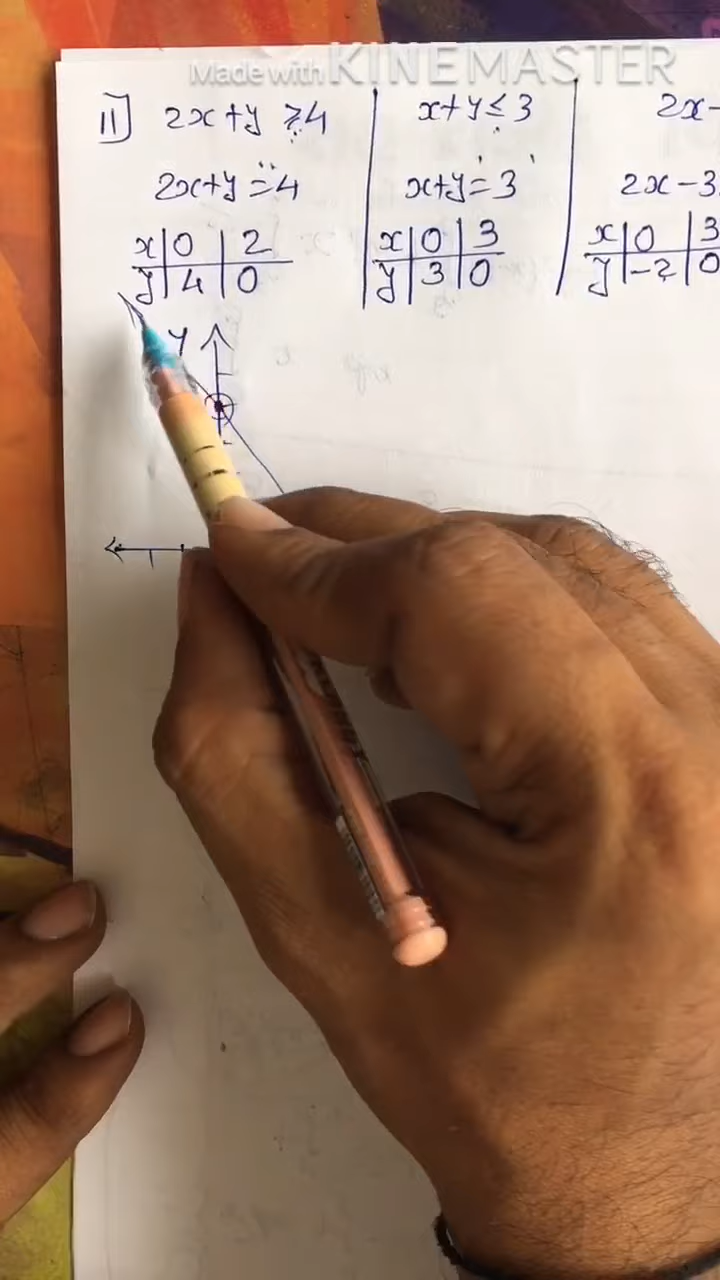 Made with KINEMASTER
11] 2x+y ≥4 | x+y≤3 | 2x-
2x+y=4 | x+y=3 | 2x-3
x|0|2 | x|0|3 | x|0|3
y|4|0 | y|3|0 | y|-2|0
y